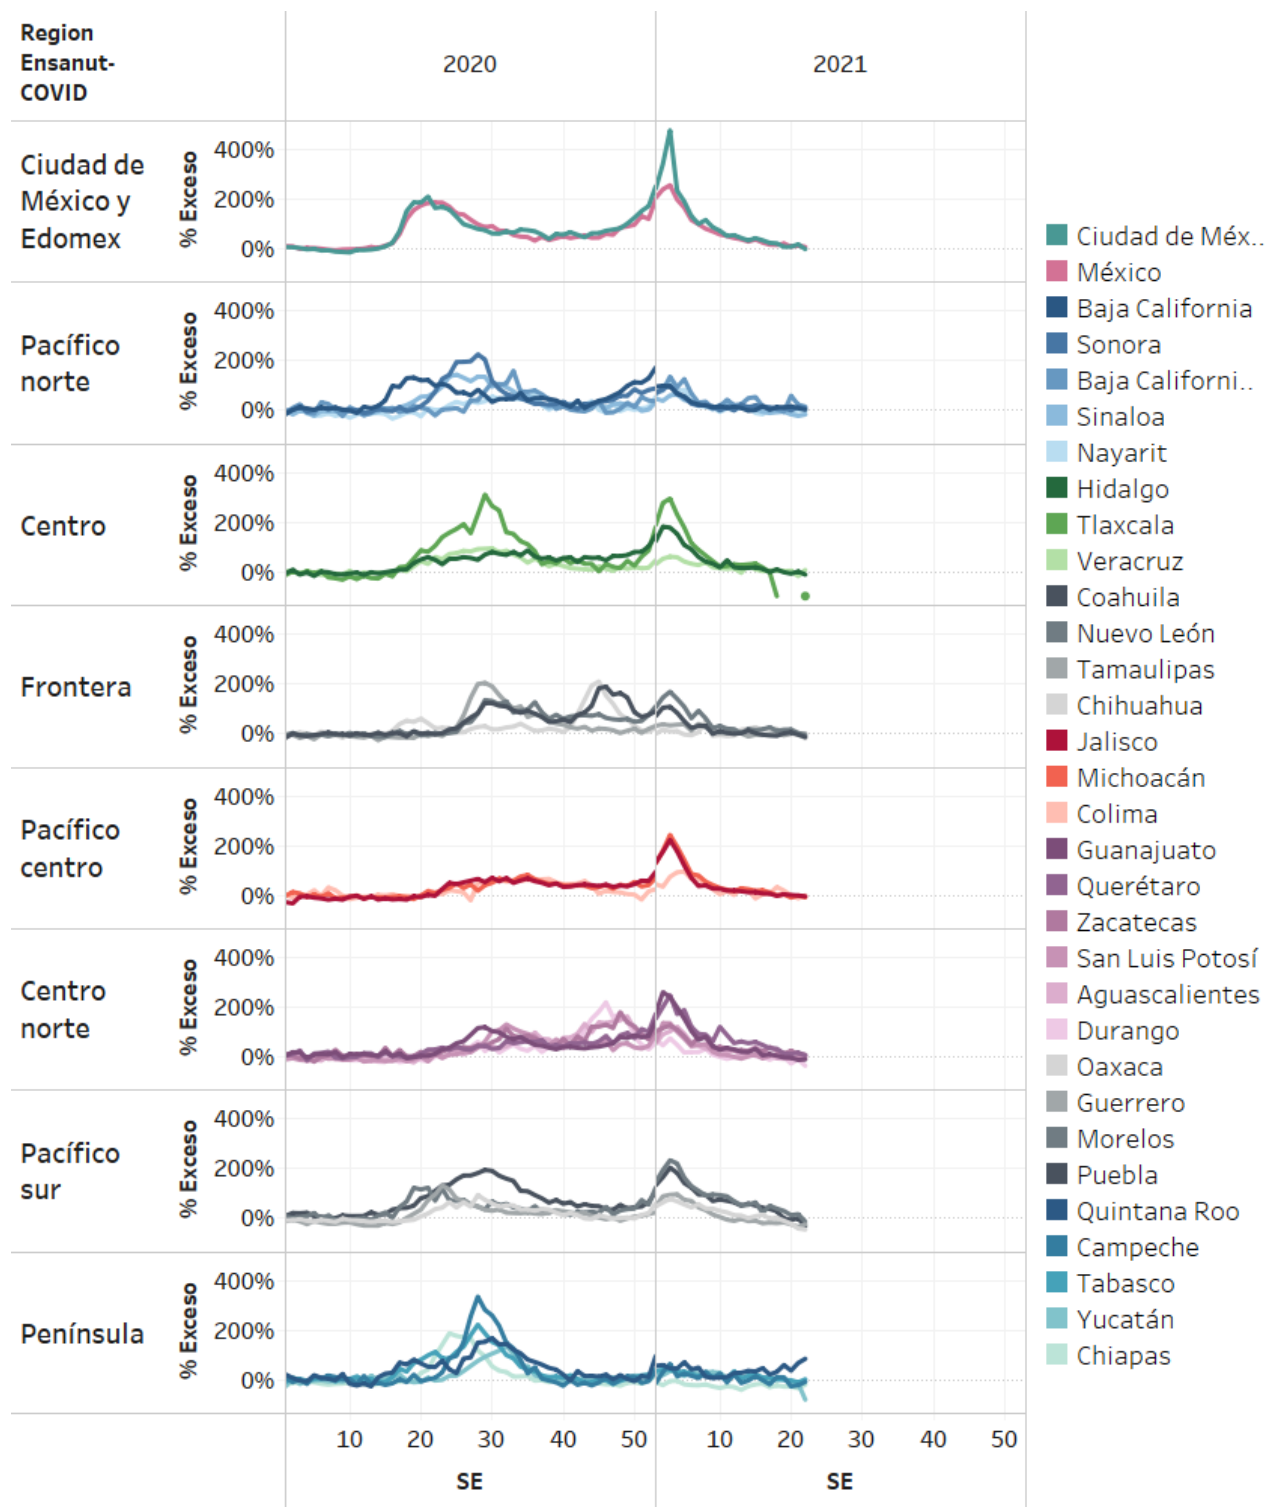 Region
Ensanut-
COVID
2020
2021
Ciudad de
México y
Edomex
% Exceso
400%
200%
0%
Pacífico
norte
% Exceso
400%
200%
0%
Centro
% Exceso
400%
200%
0%
Frontera
% Exceso
400%
200%
0%
Pacífico
centro
% Exceso
400%
200%
0%
Centro
norte
% Exceso
400%
200%
0%
Pacífico
sur
% Exceso
400%
200%
0%
Península
% Exceso
400%
200%
0%
10 20 30 40 50 10 20 30 40 50
SE SE
Ciudad de Méx..
México
Baja California
Sonora
Baja Californi..
Sinaloa
Nayarit
Hidalgo
Tlaxcala
Veracruz
Coahuila
Nuevo León
Tamaulipas
Chihuahua
Jalisco
Michoacán
Colima
Guanajuato
Querétaro
Zacatecas
San Luis Potosí
Aguascalientes
Durango
Oaxaca
Guerrero
Morelos
Puebla
Quintana Roo
Campeche
Tabasco
Yucatán
Chiapas